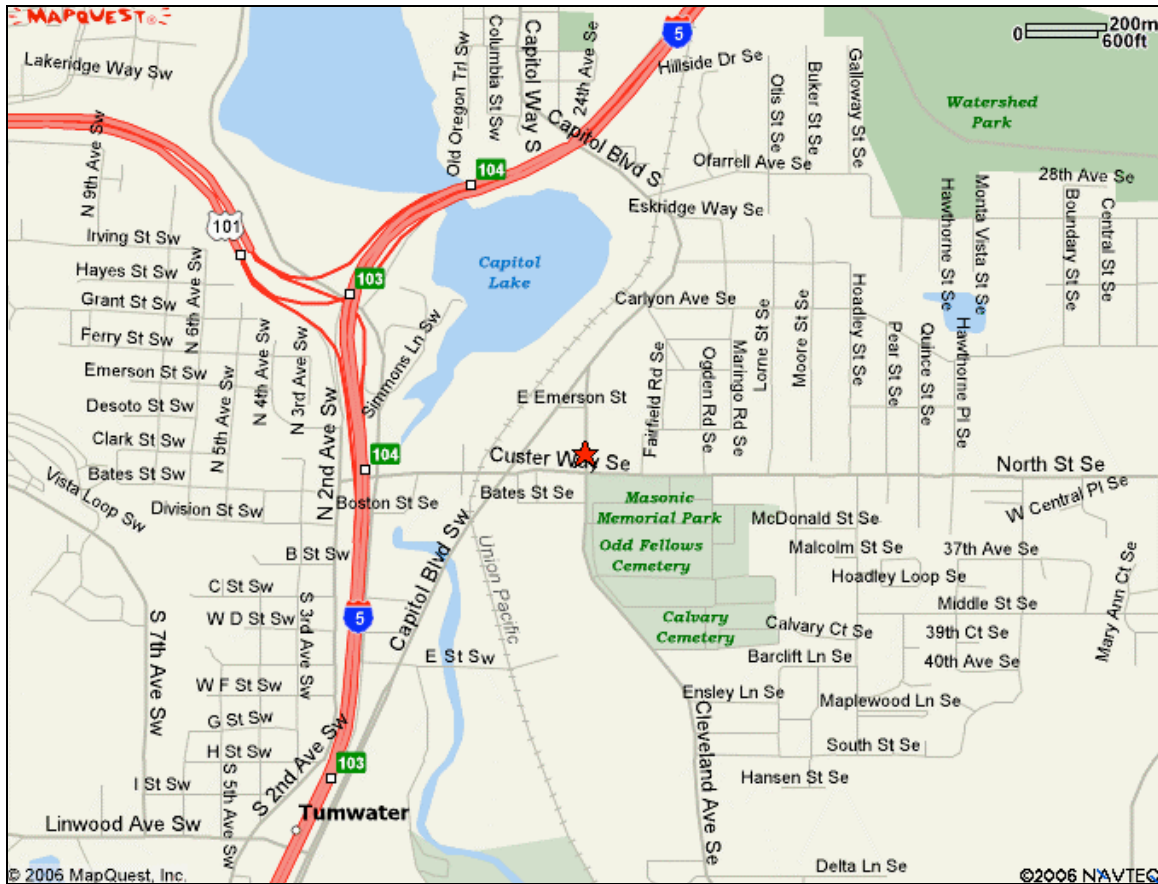 MAPQUEST
5
0 200m
600ft
Lakeridge Way Sw
Old Oregon Trl Sw
Columbia St Sw
Capitol Way S
24th Ave Se
Hillside Dr Se
Otis St Se
Buker St Se
Galloway St Se
Watershed
Park
Capitol Blvd S
Ofarrell Ave Se
28th Ave Se
N 9th Ave Sw
104
101
Eskridge Way Se
Hawthorne St Se
Monta Vista St Se
Boundary St Se
Central St Se
Irving St Sw
Hayes St Sw
Grant St Sw
Ferry St Sw
Emerson St Sw
Desoto St Sw
Clark St Sw
Bates St Sw
Division St Sw
N 6th Ave Sw
N 5th Ave Sw
N 4th Ave Sw
N 3rd Ave Sw
N 2nd Ave Sw
103
Simmons Ln Sw
Capitol
Lake
Carlyon Ave Se
Hoadley St Se
Pear St Se
Quince St Se
Hawthorne Pl Se
Fairfield Rd Se
Ogden Rd Se
Maringo Rd Se
Lorne St Se
Moore St Se
E Emerson St
104
Custer Way Se
North St Se
Vista Loop Sw
Boston St Se
Bates St Se
Masonic
Memorial Park
Odd Fellows
Cemetery
McDonald St Se
W Central Pl Se
Malcolm St Se
37th Ave Se
Hoadley Loop Se
Mary Ann Ct Se
B St Sw
C St Sw
W D St Sw
S 3rd Ave Sw
5
Capitol Blvd Sw
Union Pacific
Calvary
Cemetery
Middle St Se
Calvary Ct Se
39th Ct Se
Barclift Ln Se
40th Ave Se
S 7th Ave Sw
E St Sw
W F St Sw
Ensley Ln Se
Maplewood Ln Se
G St Sw
H St Sw
S 2nd Ave Sw
Cleveland Ave Se
South St Se
103
I St Sw
S 5th Ave Sw
Hansen St Se
Linwood Ave Sw
Tumwater
Delta Ln Se
© 2006 MapQuest, Inc.
©2006 NAVTEQ